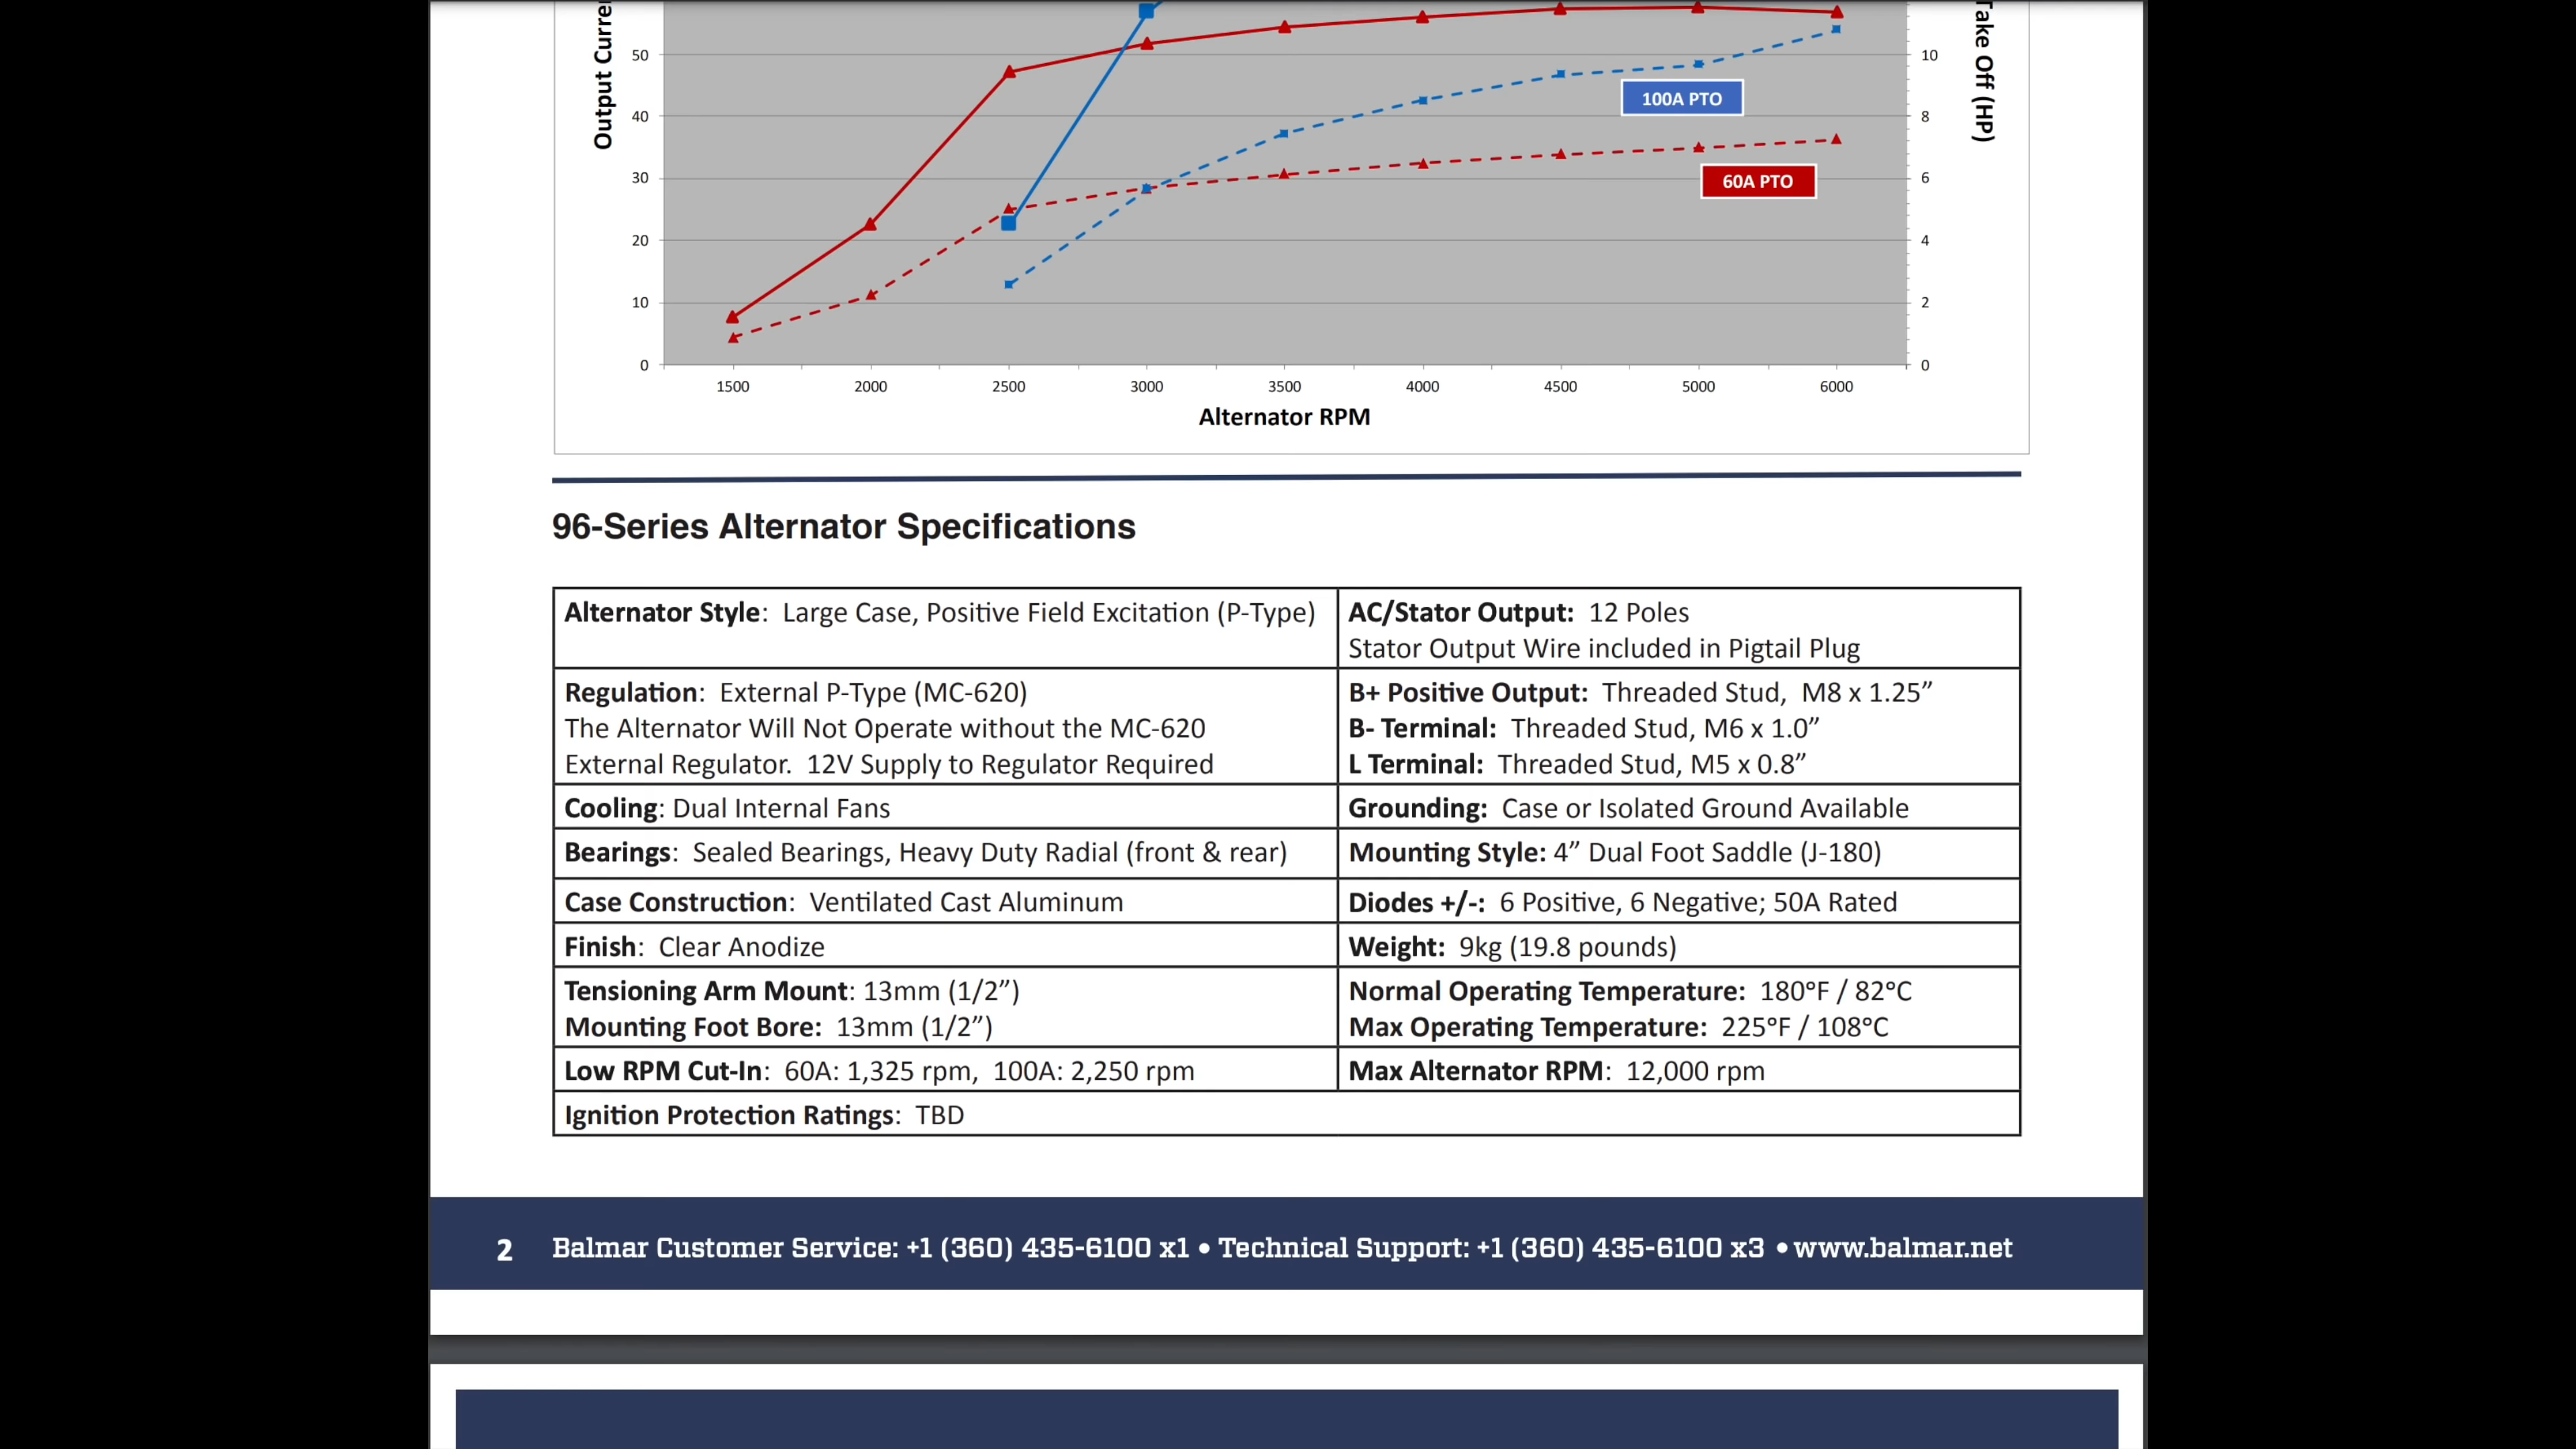 Output Curre
Take Off (HP)
50
40
30
20
10
0
10
8
6
4
2
0
100A PTO
60A PTO
1500 2000 2500 3000 3500 4000 4500 5000 6000
Alternator RPM
96-Series Alternator Specifications
Alternator Style: Large Case, Positive Field Excitation (P-Type)
AC/Stator Output: 12 Poles
Stator Output Wire included in Pigtail Plug
Regulation: External P-Type (MC-620)
The Alternator Will Not Operate without the MC-620
External Regulator. 12V Supply to Regulator Required
B+ Positive Output: Threaded Stud, M8 x 1.25”
B- Terminal: Threaded Stud, M6 x 1.0”
L Terminal: Threaded Stud, M5 x 0.8”
Cooling: Dual Internal Fans
Grounding: Case or Isolated Ground Available
Bearings: Sealed Bearings, Heavy Duty Radial (front & rear)
Mounting Style: 4” Dual Foot Saddle (J-180)
Case Construction: Ventilated Cast Aluminum
Diodes +/-: 6 Positive, 6 Negative; 50A Rated
Finish: Clear Anodize
Weight: 9kg (19.8 pounds)
Tensioning Arm Mount: 13mm (1/2”)
Mounting Foot Bore: 13mm (1/2”)
Normal Operating Temperature: 180°F / 82°C
Max Operating Temperature: 225°F / 108°C
Low RPM Cut-In: 60A: 1,325 rpm, 100A: 2,250 rpm
Max Alternator RPM: 12,000 rpm
Ignition Protection Ratings: TBD
2 Balmar Customer Service: +1 (360) 435-6100 x1 • Technical Support: +1 (360) 435-6100 x3 • www.balmar.net